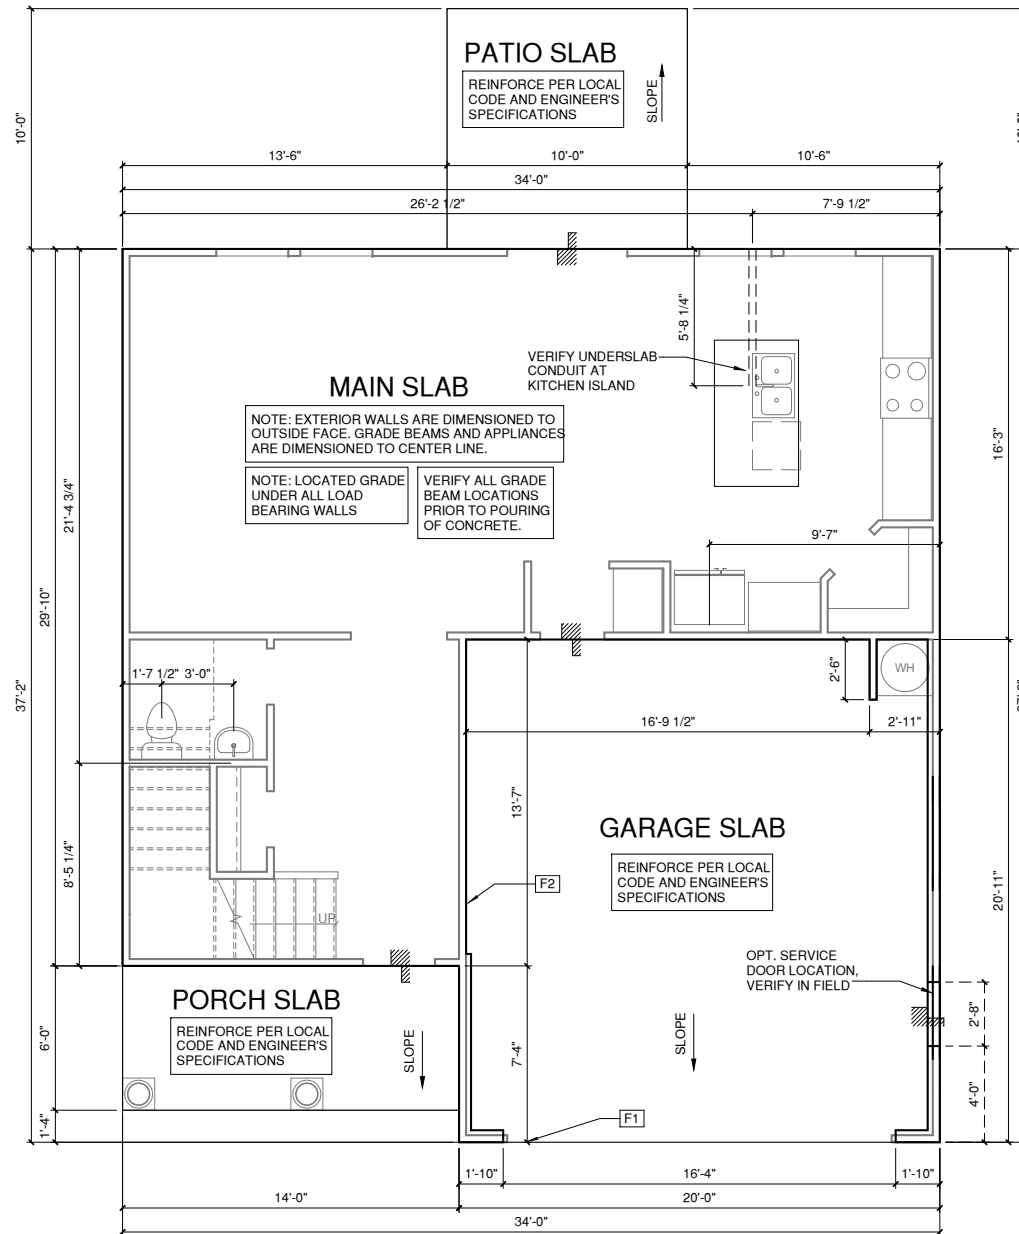 PATIO SLAB
REINFORCE PER LOCAL
CODE AND ENGINEER'S
SPECIFICATIONS
SLOPE
10'-0"
13'-6"
10'-0"
10'-6"
34'-0"
26'-2 1/2"
7'-9 1/2"
5'-8 1/4"
VERIFY UNDERSLAB
CONDUIT AT
KITCHEN ISLAND
MAIN SLAB
NOTE: EXTERIOR WALLS ARE DIMENSIONED TO
OUTSIDE FACE. GRADE BEAMS AND APPLIANCES
ARE DIMENSIONED TO CENTER LINE.
NOTE: LOCATED GRADE
UNDER ALL LOAD
BEARING WALLS
VERIFY ALL GRADE
BEAM LOCATIONS
PRIOR TO POURING
OF CONCRETE.
16'-3"
21'-4 3/4"
9'-7"
29'-10"
37'-2"
1'-7 1/2"
3'-0"
2'-6"
WH
16'-9 1/2"
2'-11"
13'-7"
GARAGE SLAB
REINFORCE PER LOCAL
CODE AND ENGINEER'S
SPECIFICATIONS
8'-5 1/4"
F2
20'-11"
UP
OPT. SERVICE
DOOR LOCATION,
VERIFY IN FIELD
PORCH SLAB
REINFORCE PER LOCAL
CODE AND ENGINEER'S
SPECIFICATIONS
SLOPE
SLOPE
2'-8"
6'-0"
7'-4"
4'-0"
1'-4"
F1
1'-10"
16'-4"
1'-10"
14'-0"
20'-0"
34'-0"